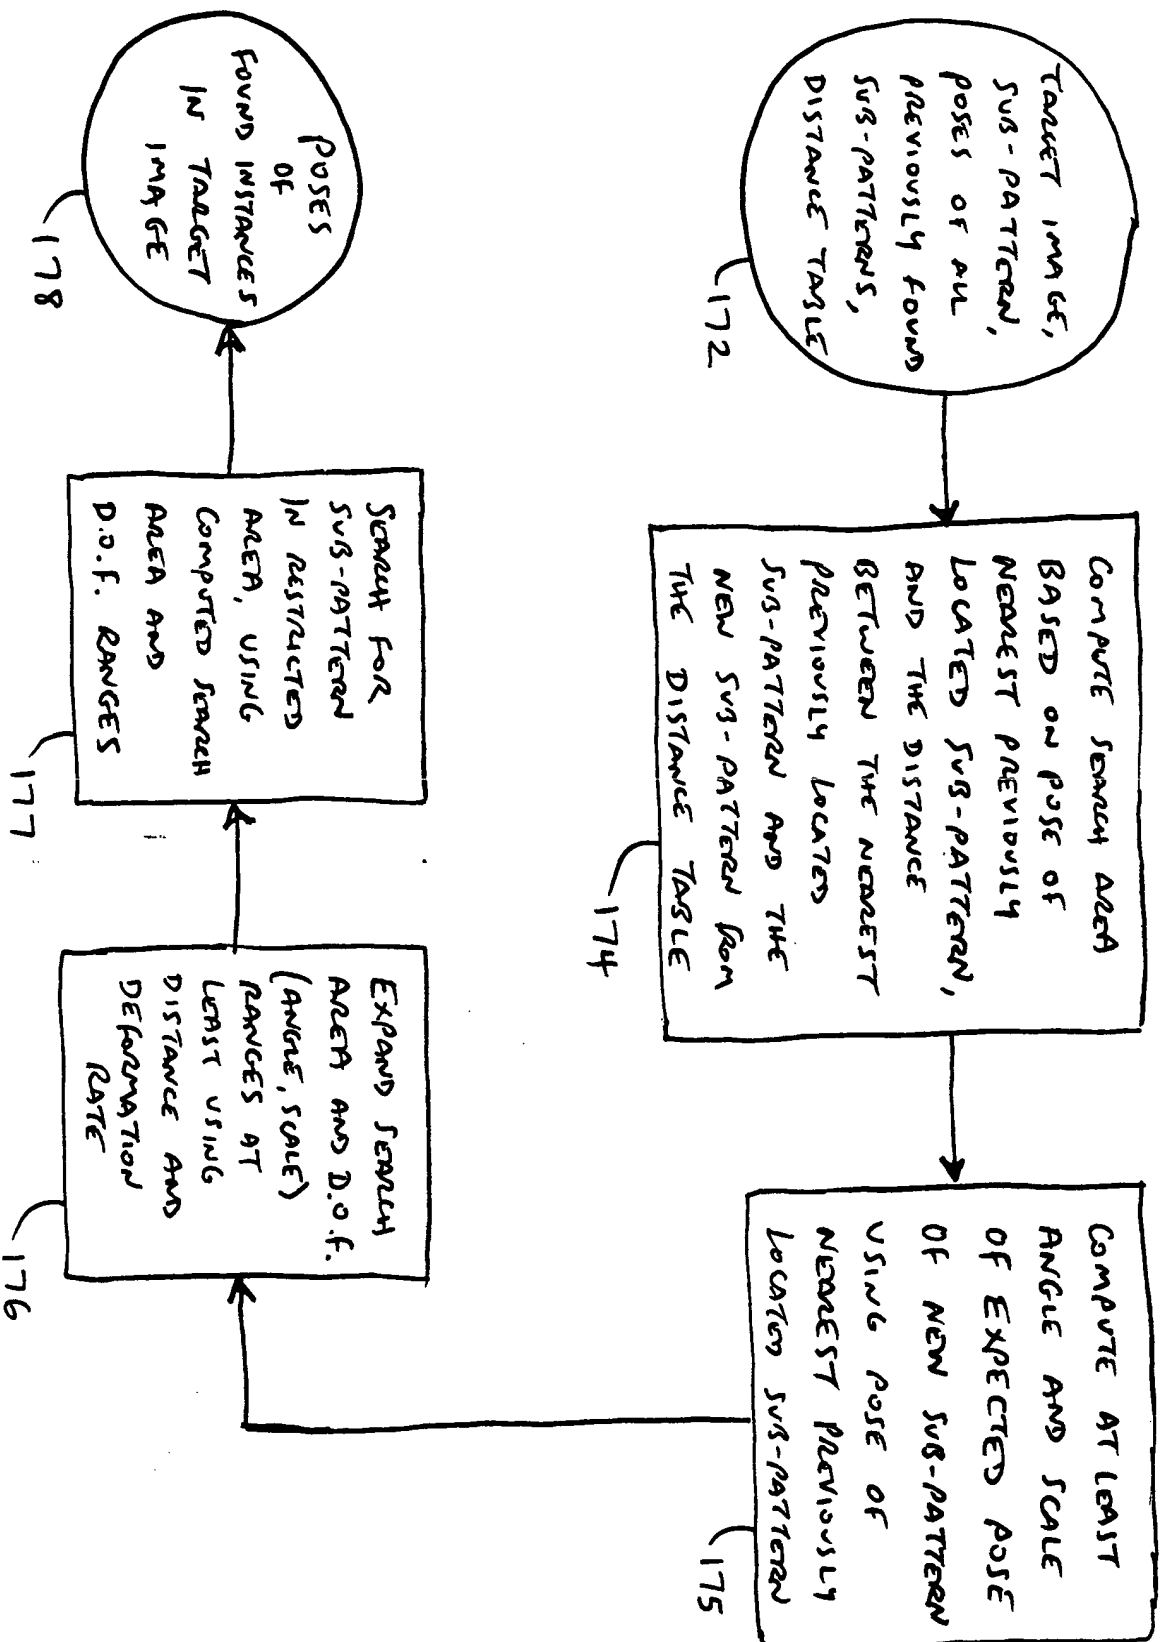 TARGET IMAGE,
SUB-PATTERN,
POSES OF ALL
PREVIOUSLY FOUND
SUB-PATTERNS,
DISTANCE TABLE
172
COMPUTE SEARCH AREA
BASED ON POSE OF
NEAREST PREVIOUSLY
LOCATED SUB-PATTERN,
AND THE DISTANCE
BETWEEN THE NEAREST
PREVIOUSLY LOCATED
SUB-PATTERN AND THE
NEW SUB-PATTERN FROM
THE DISTANCE TABLE
174
COMPUTE AT LEAST
ANGLE AND SCALE
OF EXPECTED POSE
OF NEW SUB-PATTERN
USING POSE OF
NEAREST PREVIOUSLY
LOCATED SUB-PATTERN
175
EXPAND SEARCH
AREA AND D.O.F.
(ANGLE, SCALE)
RANGES AT
LEAST USING
DISTANCE AND
DEFORMATION
RATE
176
SEARCH FOR
SUB-PATTERN
IN RESTRICTED
AREA, USING
COMPUTED SEARCH
AREA AND
D.O.F. RANGES
177
POSES
OF
FOUND INSTANCES
IN TARGET
IMAGE
178